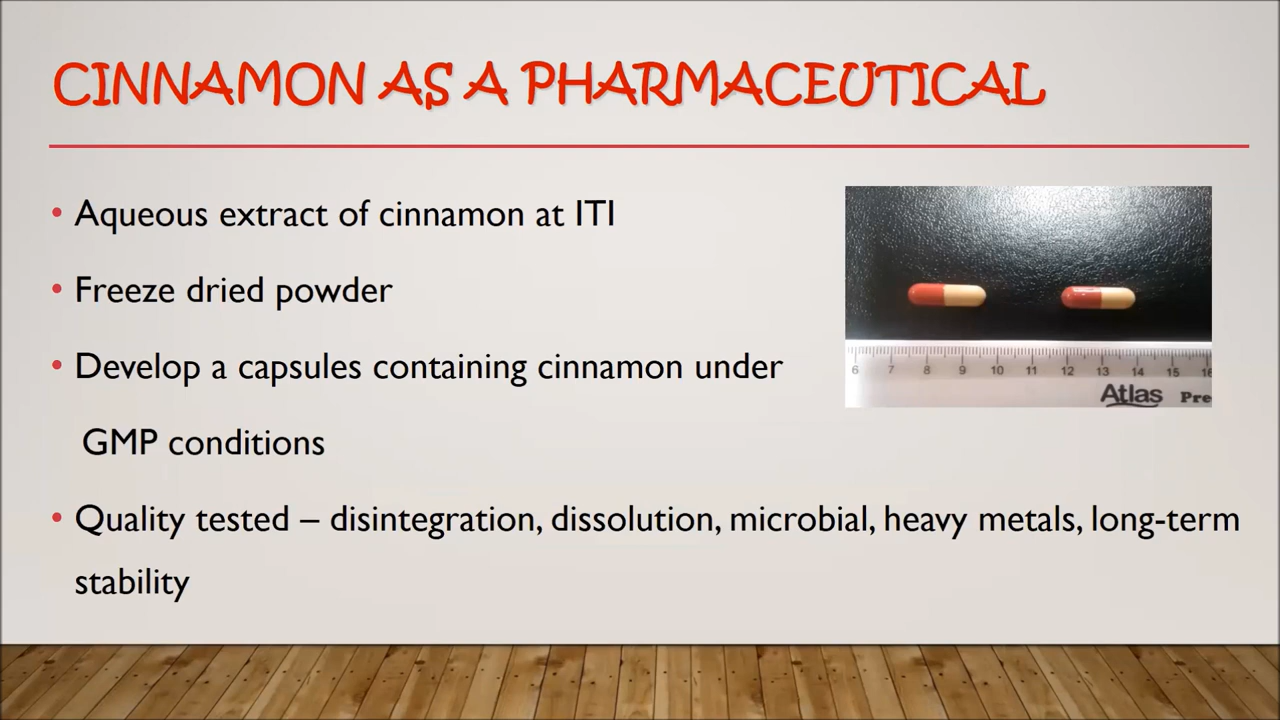 CINNAMON AS A PHARMACEUTICAL
• Aqueous extract of cinnamon at ITI
• Freeze dried powder
• Develop a capsules containing cinnamon under
GMP conditions
• Quality tested – disintegration, dissolution, microbial, heavy metals, long-term
stability
6 7 8 9 10 11 12 13 14 15 16
Atlas Pre